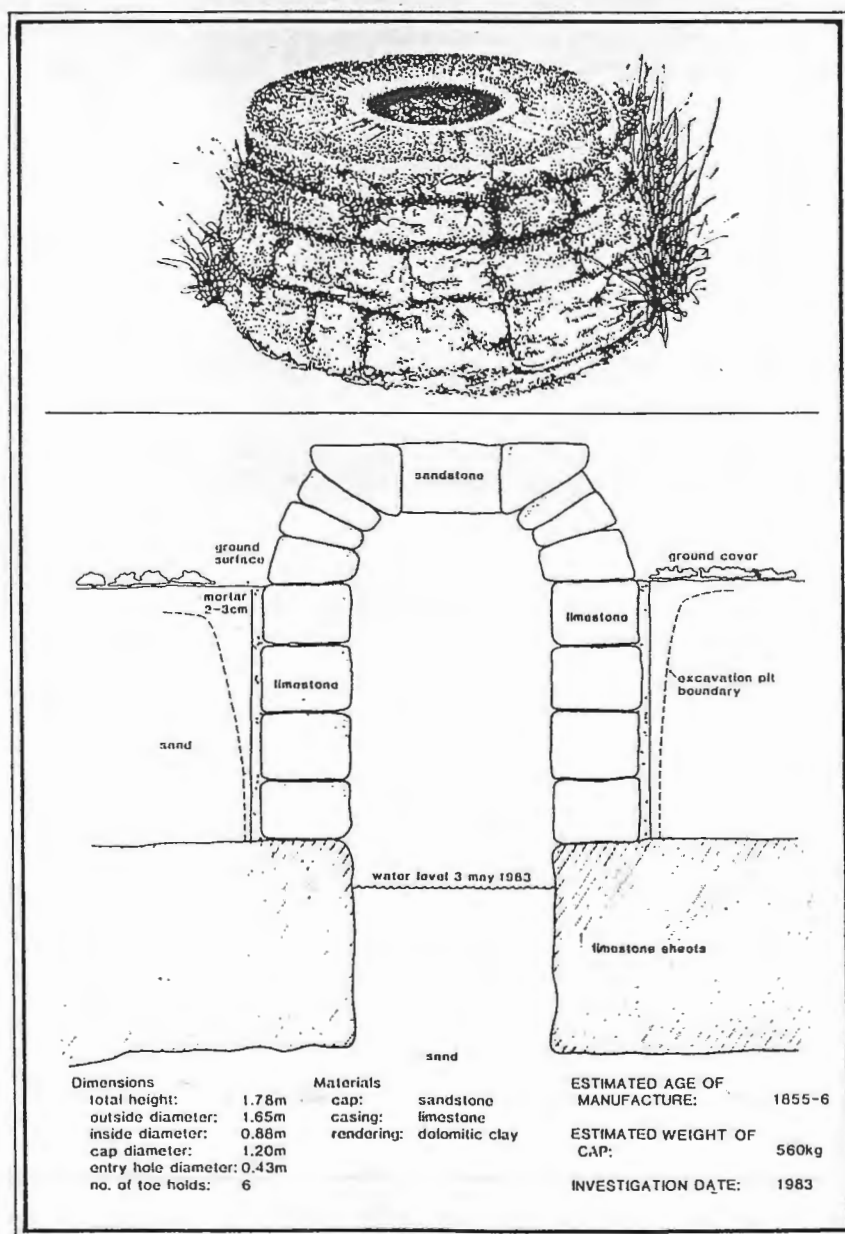 sandstone
ground
surface
ground cover
mortar
2-3cm
limestone
limestone
excavation pit
boundary
sand
water level 3 may 1983
limestone sheets
sand
Dimensions
total height: 1.78m
outside diameter: 1.65m
inside diameter: 0.88m
cap diameter: 1.20m
entry hole diameter: 0.43m
no. of toe holds: 6
Materials
cap: sandstone
casing: limestone
rendering: dolomitic clay
ESTIMATED AGE OF
MANUFACTURE: 1855-6
ESTIMATED WEIGHT OF
CAP: 560kg
INVESTIGATION DATE: 1983